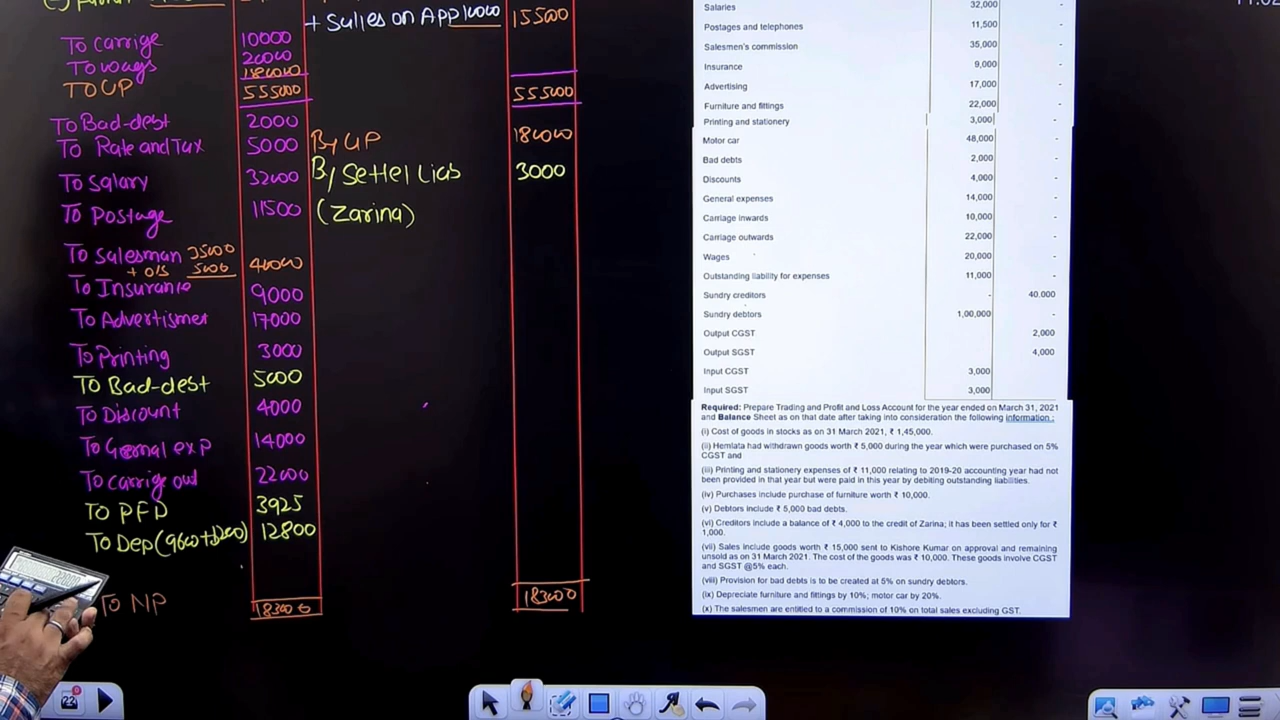 + Sales on App 10000 155000
To Carrige 10000
To wags 20000
180000
TO GP 555000 555000
To Bad-debt 2000
To Rate and Tax 5000 By GP 180000
To Salary 32000 By Settel Liab 3000
To Postage 11500 (Zarina)
To Salesman 35000
+ o/s 5000 40000
To Insurance 9000
To Advertismet 17000
To Printing 3000
To Bad-dest 5000
To Discount 4000
To General exp 14000
To Carrige out 22000
To PFD 3925
To Dep (9600+3200) 12800
To NP
183000 183000
Salaries 32,000 -
Postages and telephones 11,500 -
Salesmen's commission 35,000 -
Insurance 9,000 -
Advertising 17,000 -
Furniture and fittings 22,000 -
Printing and stationery 3,000 -
Motor car 48,000 -
Bad debts 2,000 -
Discounts 4,000 -
General expenses 14,000 -
Carriage inwards 10,000 -
Carriage outwards 22,000 -
Wages 20,000 -
Outstanding liability for expenses 11,000 -
Sundry creditors - 40.000
Sundry debtors 1,00,000 -
Output CGST 2,000
Output SGST 4,000
Input CGST 3,000
Input SGST 3,000
Required: Prepare Trading and Profit and Loss Account for the year ended on March 31, 2021
and Balance Sheet as on that date after taking into consideration the following information :
(i) Cost of goods in stocks as on 31 March 2021, ₹ 1,45,000.
(ii) Hemlata had withdrawn goods worth ₹ 5,000 during the year which were purchased on 5%
CGST and
(iii) Printing and stationery expenses of ₹ 11,000 relating to 2019-20 accounting year had not
been provided in that year but were paid in this year by debiting outstanding liabilities.
(iv) Purchases include purchase of furniture worth ₹ 10,000.
(v) Debtors include ₹ 5,000 bad debts.
(vi) Creditors include a balance of ₹ 4,000 to the credit of Zarina; it has been settled only for ₹
1,000.
(vii) Sales include goods worth ₹ 15,000 sent to Kishore Kumar on approval and remaining
unsold as on 31 March 2021. The cost of the goods was ₹ 10,000. These goods involve CGST
and SGST @5% each.
(viii) Provision for bad debts is to be created at 5% on sundry debtors.
(ix) Depreciate furniture and fittings by 10%; motor car by 20%.
(x) The salesmen are entitled to a commission of 10% on total sales excluding GST.
22